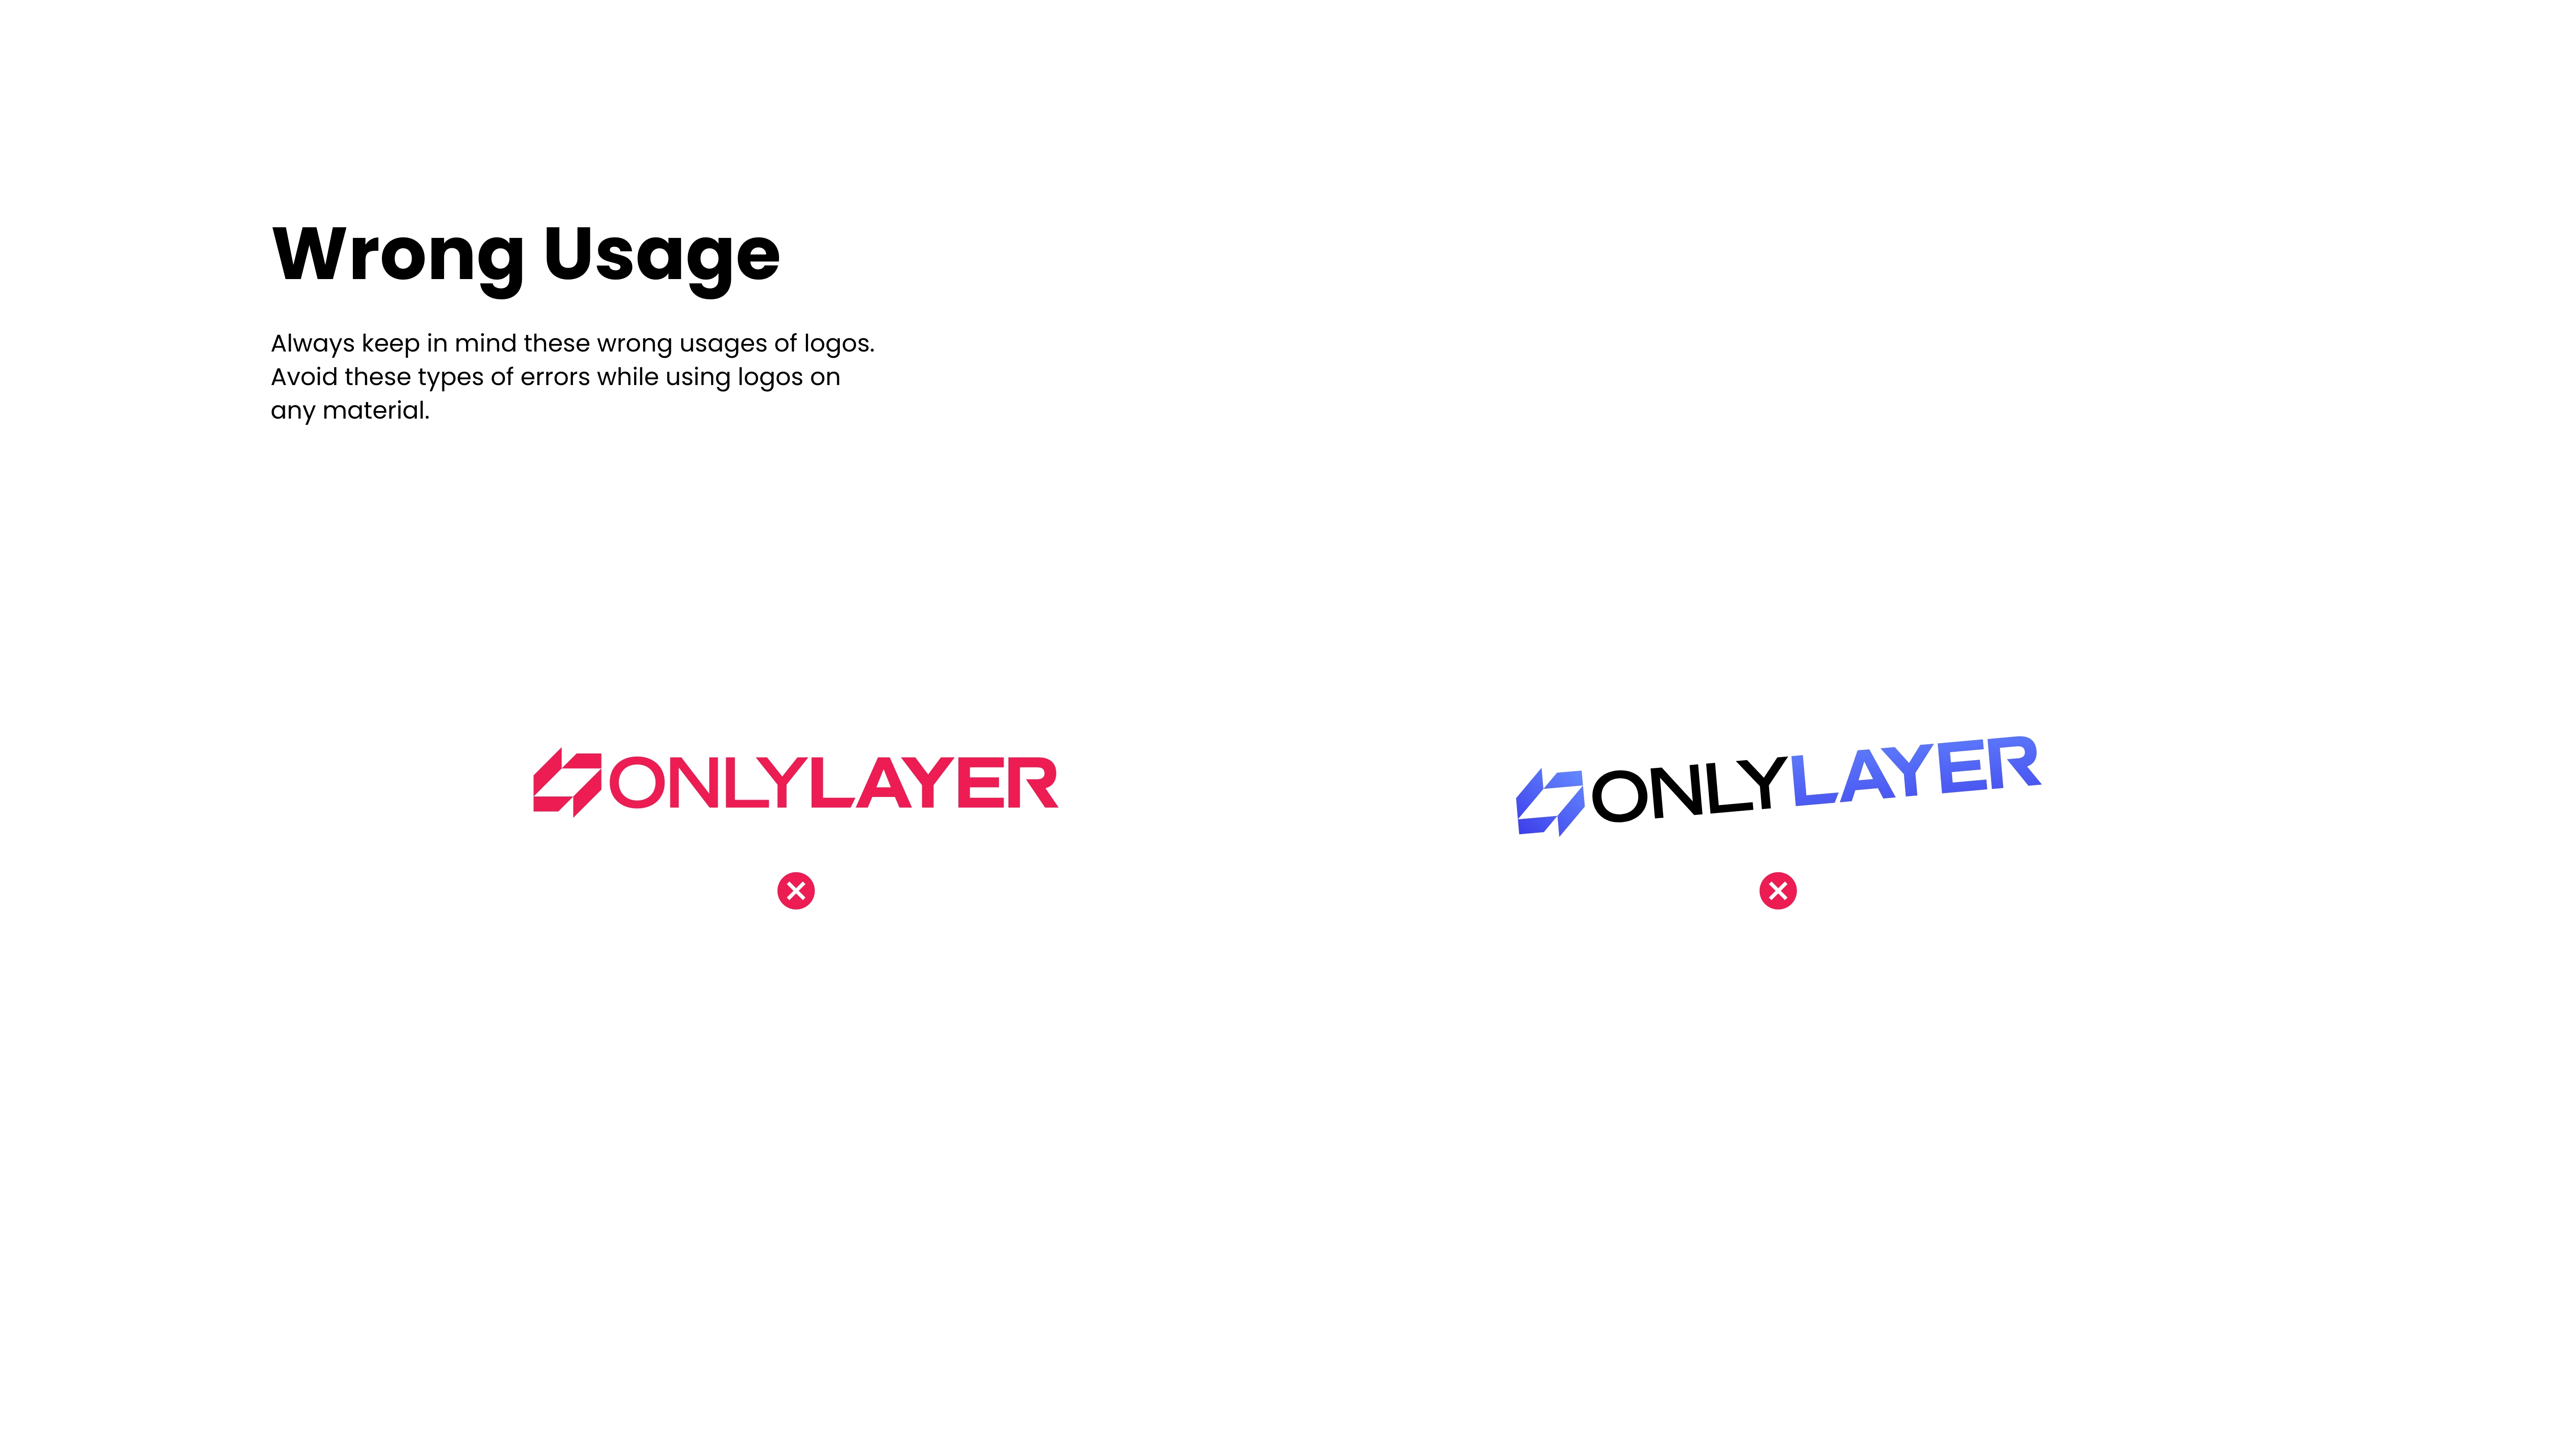 Wrong Usage
Always keep in mind these wrong usages of logos.
Avoid these types of errors while using logos on
any material.
ONLYLAYER
ONLYLAYER